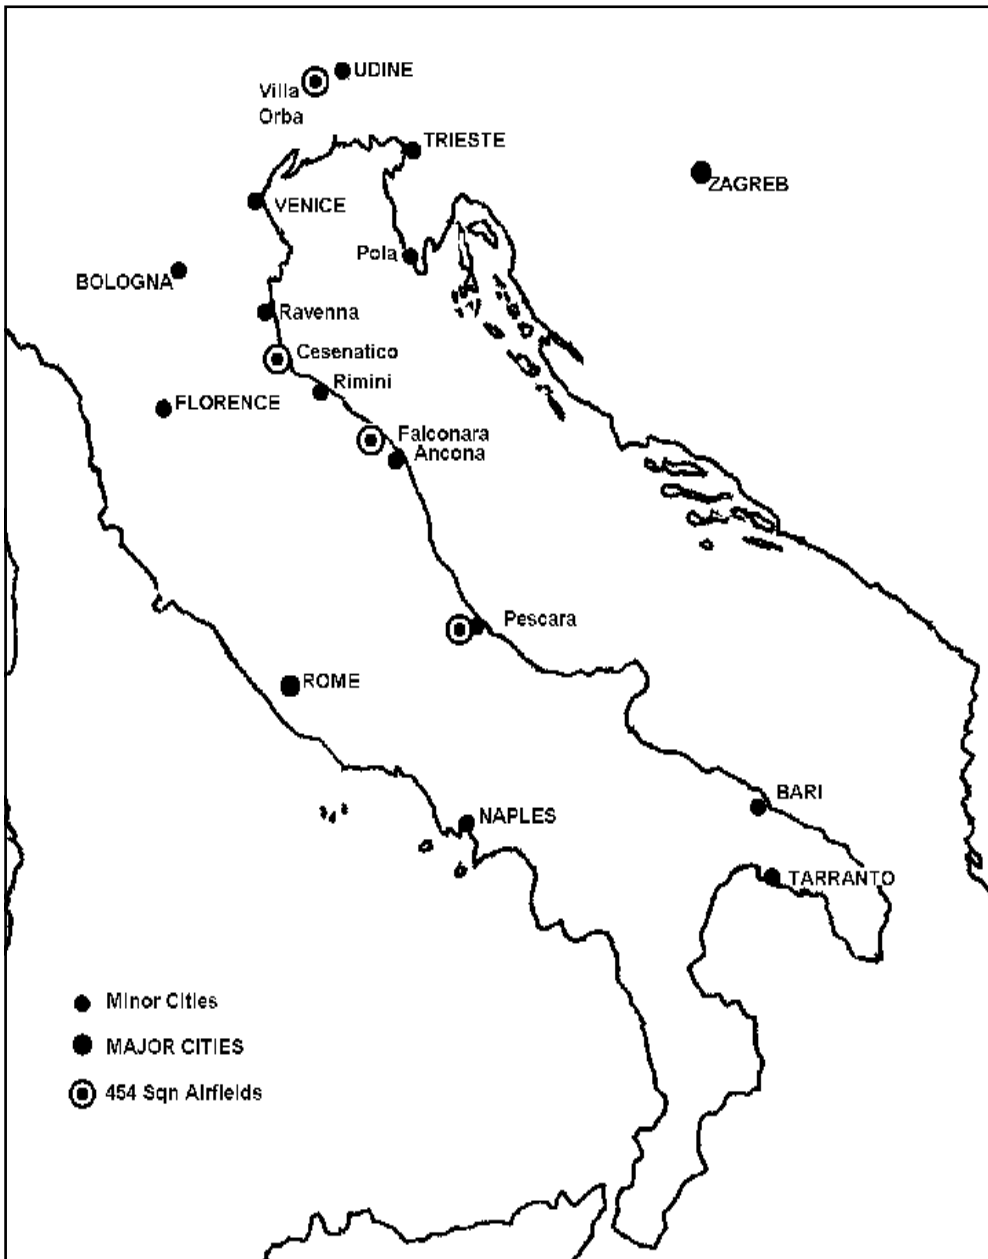 UDINE
Villa
Orba
TRIESTE
ZAGREB
VENICE
Pola
BOLOGNA
Ravenna
Cesenatico
Rimini
FLORENCE
Falconara
Ancona
Pescara
ROME
BARI
NAPLES
TARRANTO
Minor Cities
MAJOR CITIES
454 Sqn Airfields